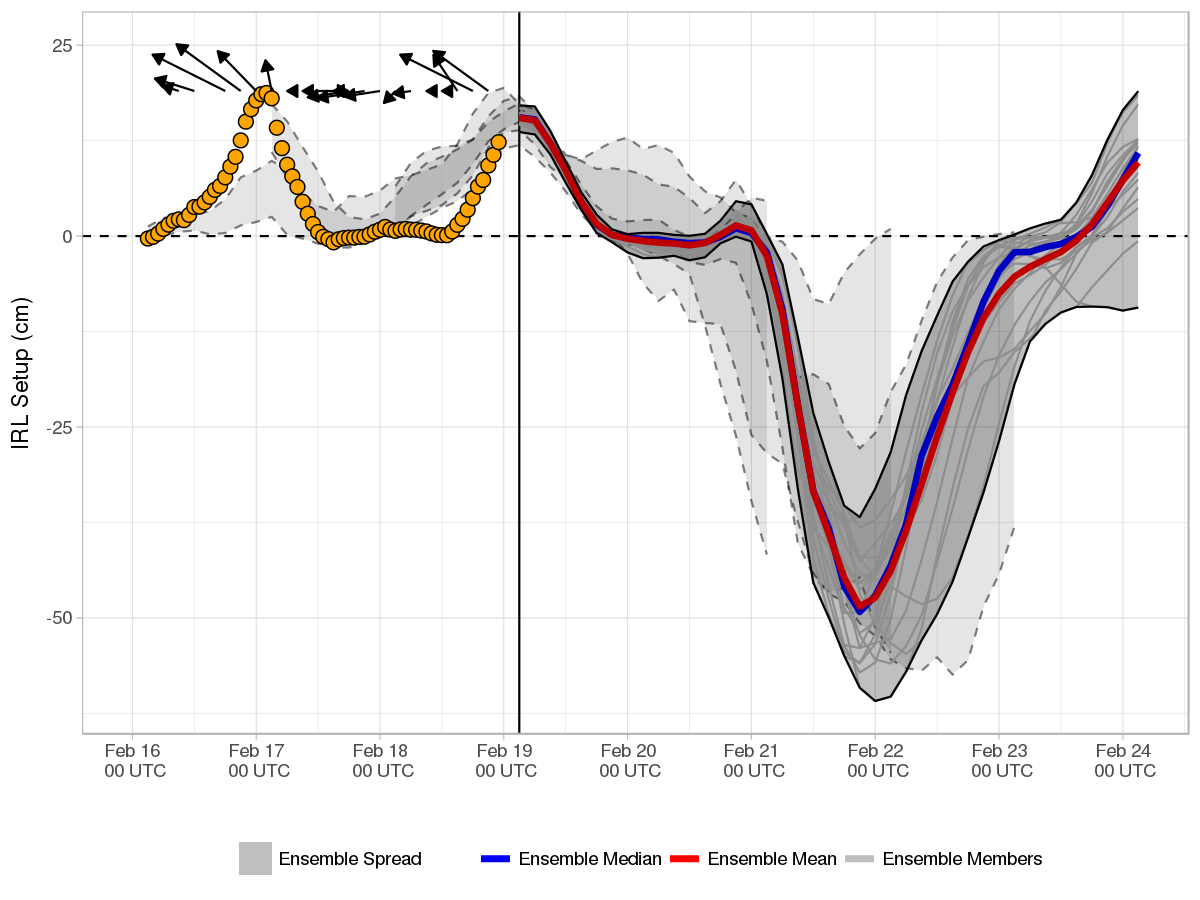 25
0
-25
-50
IRL Setup (cm)
Feb 16 Feb 17 Feb 18 Feb 19 Feb 20 Feb 21 Feb 22 Feb 23 Feb 24
00 UTC 00 UTC 00 UTC 00 UTC 00 UTC 00 UTC 00 UTC 00 UTC 00 UTC
Ensemble Spread Ensemble Median Ensemble Mean Ensemble Members